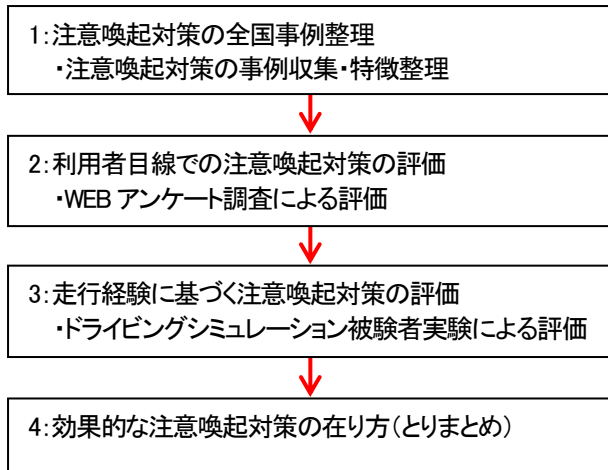 1:注意喚起対策の全国事例整理
・注意喚起対策の事例収集・特徴整理
2:利用者目線での注意喚起対策の評価
・WEB アンケート調査による評価
3:走行経験に基づく注意喚起対策の評価
・ドライビングシミュレーション被験者実験による評価
4:効果的な注意喚起対策の在り方(とりまとめ)